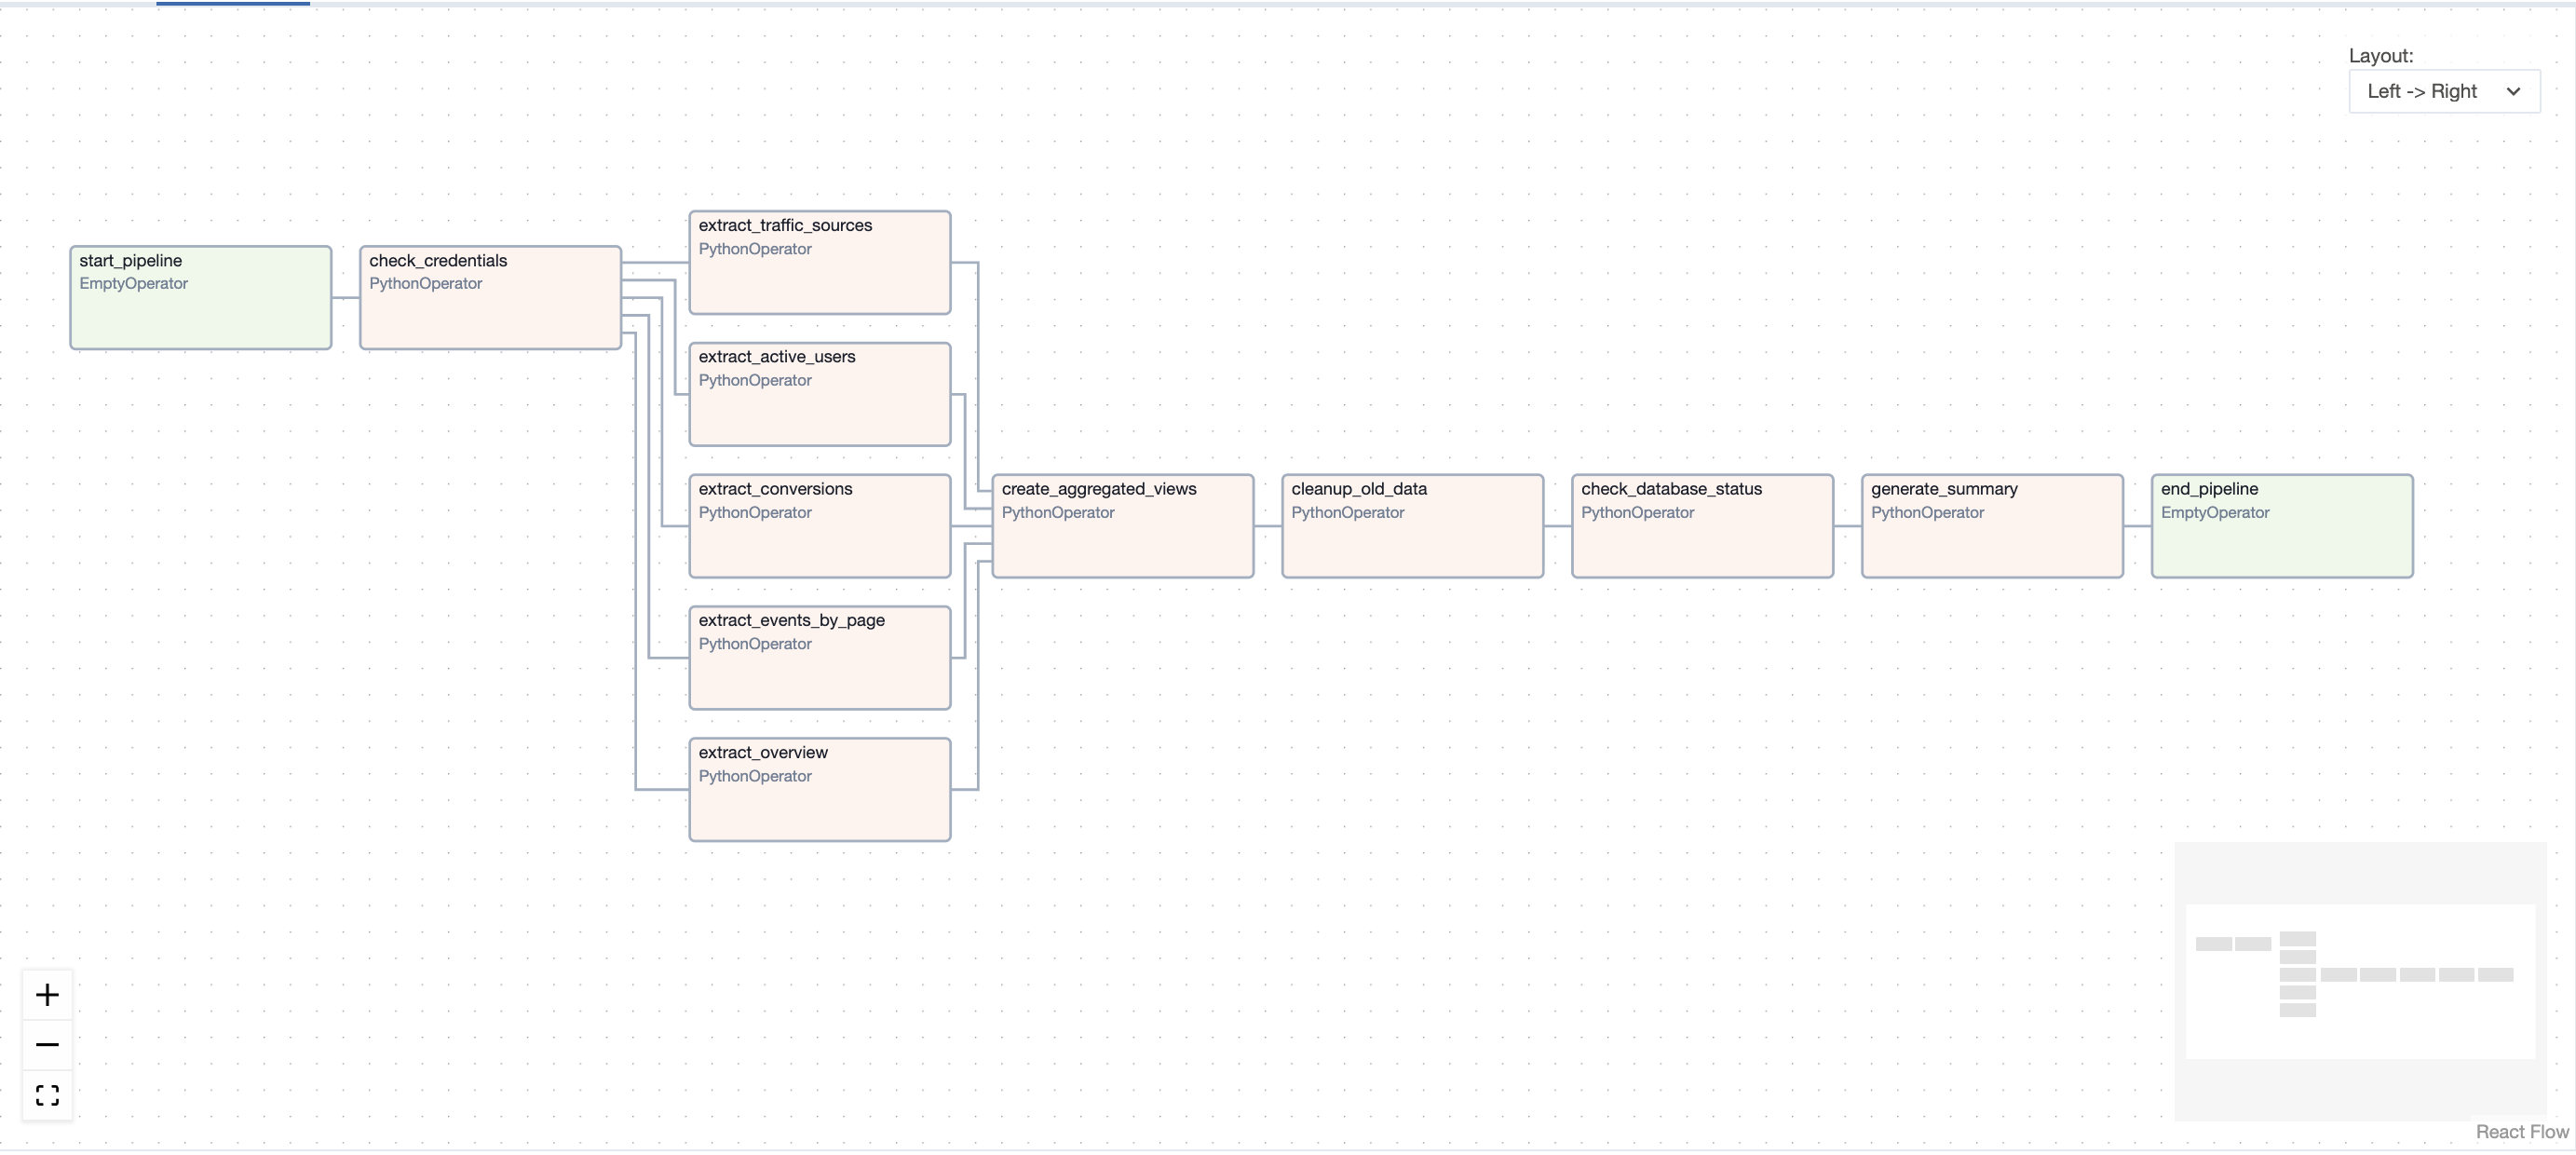 Layout:
Left -> Right
extract_traffic_sources
PythonOperator
start_pipeline
EmptyOperator
check_credentials
PythonOperator
extract_active_users
PythonOperator
extract_conversions
PythonOperator
create_aggregated_views
PythonOperator
cleanup_old_data
PythonOperator
check_database_status
PythonOperator
generate_summary
PythonOperator
end_pipeline
EmptyOperator
extract_events_by_page
PythonOperator
extract_overview
PythonOperator
React Flow